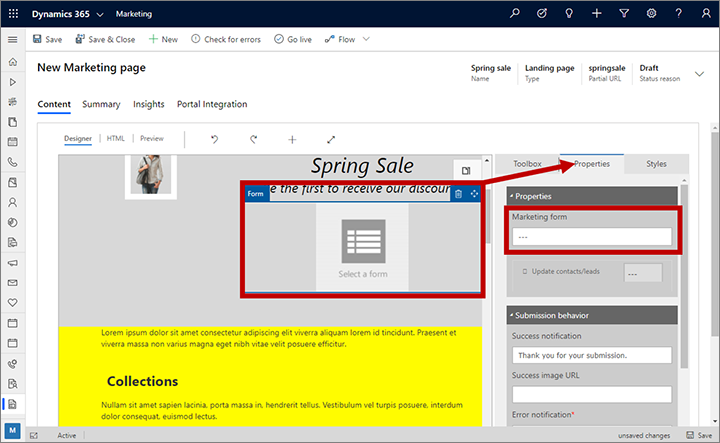 Dynamics 365 Marketing
Save Save & Close New Check for errors Go live Flow
New Marketing page
Spring sale Landing page springsale Draft
Name Type Partial URL Status reason
Content Summary Insights Portal Integration
Designer HTML Preview
Toolbox Properties Styles
Spring Sale
e the first to receive our discoun
Form
Select a form
Properties
Marketing form
---
Update contacts/leads ---
Submission behavior
Success notification
Thank you for your submission.
Success image URL
Error notification*
Lorem ipsum dolor sit amet consectetur adipiscing elit viverra aliquam lorem id tincidunt. Praesent et
viverra massa non varius magna eget nibh vitae velit posuere efficitur.
Collections
Nullam sit amet sapien lacinia, porta massa in, hendrerit tellus. Vestibulum vel turpis posuere, interdum
dolor consequat, euismod lectus.
M
Active unsaved changes Save